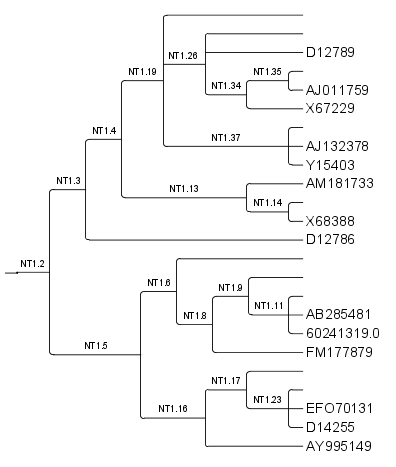 NT1.26
D12789
NT1.19
NT1.35
NT1.34
AJ011759
X67229
NT1.4
NT1.37
AJ132378
Y15403
NT1.3
NT1.13
AM181733
NT1.14
X68388
D12786
NT1.2
NT1.6
NT1.9
NT1.11
AB285481
NT1.8
60241319.0
NT1.5
FM177879
NT1.17
NT1.23
EFO70131
NT1.16
D14255
AY995149